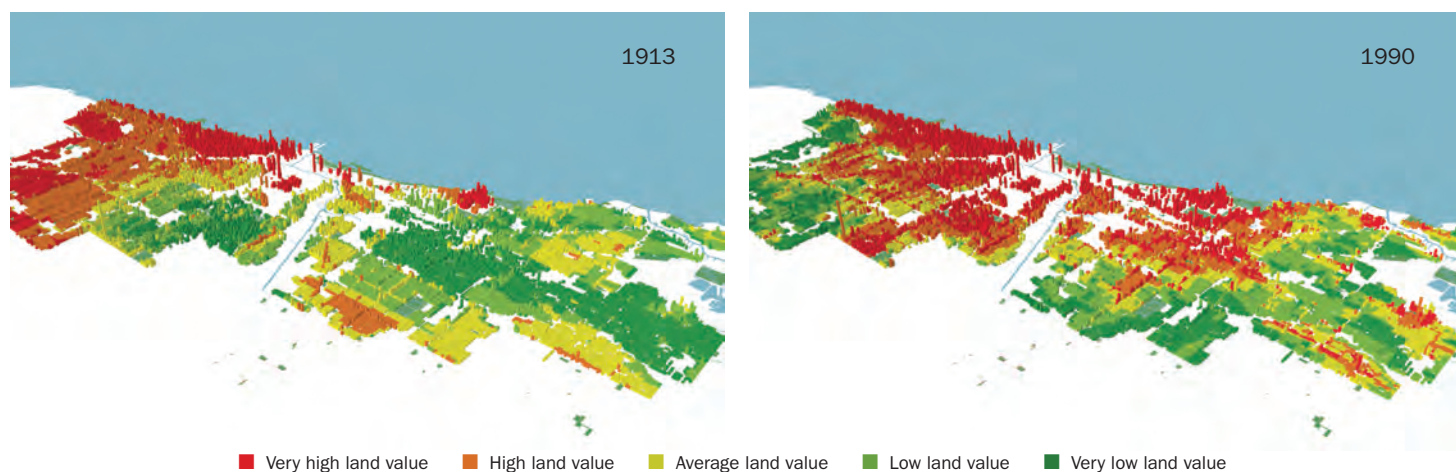 1913
1990
Very high land value
High land value
Average land value
Low land value
Very low land value